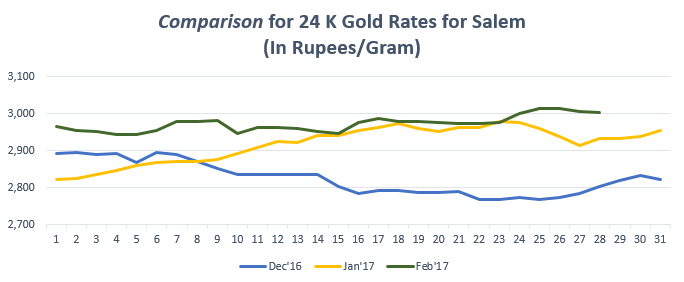 Comparison for 24 K Gold Rates for Salem
(In Rupees/Gram)
3,100
3,000
2,900
2,800
2,700
1 2 3 4 5 6 7 8 9 10 11 12 13 14 15 16 17 18 19 20 21 22 23 24 25 26 27 28 29 30 31
Dec'16 Jan'17 Feb'17